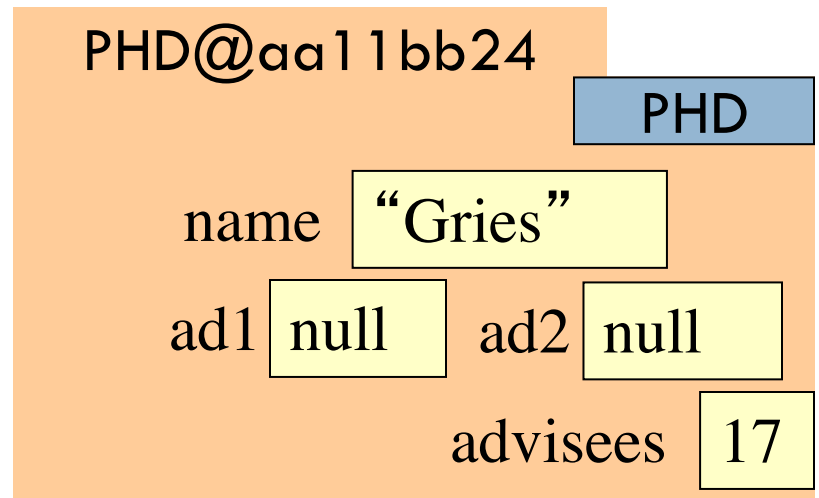 PHD@aa11bb24
PHD
name “Gries”
ad1 null ad2 null
advisees 17